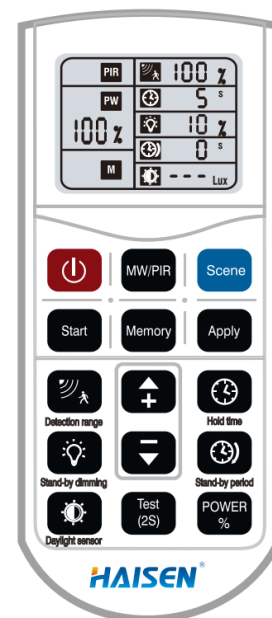 PIR 100 %
PW 5 s
100 % 10 %
0 s
M --- Lux
MW/PIR Scene
Start Memory Apply
Detection range Hold time
Stand-by dimming Stand-by period
Test POWER
(2S) %
Daylight sensor
HAISEN®